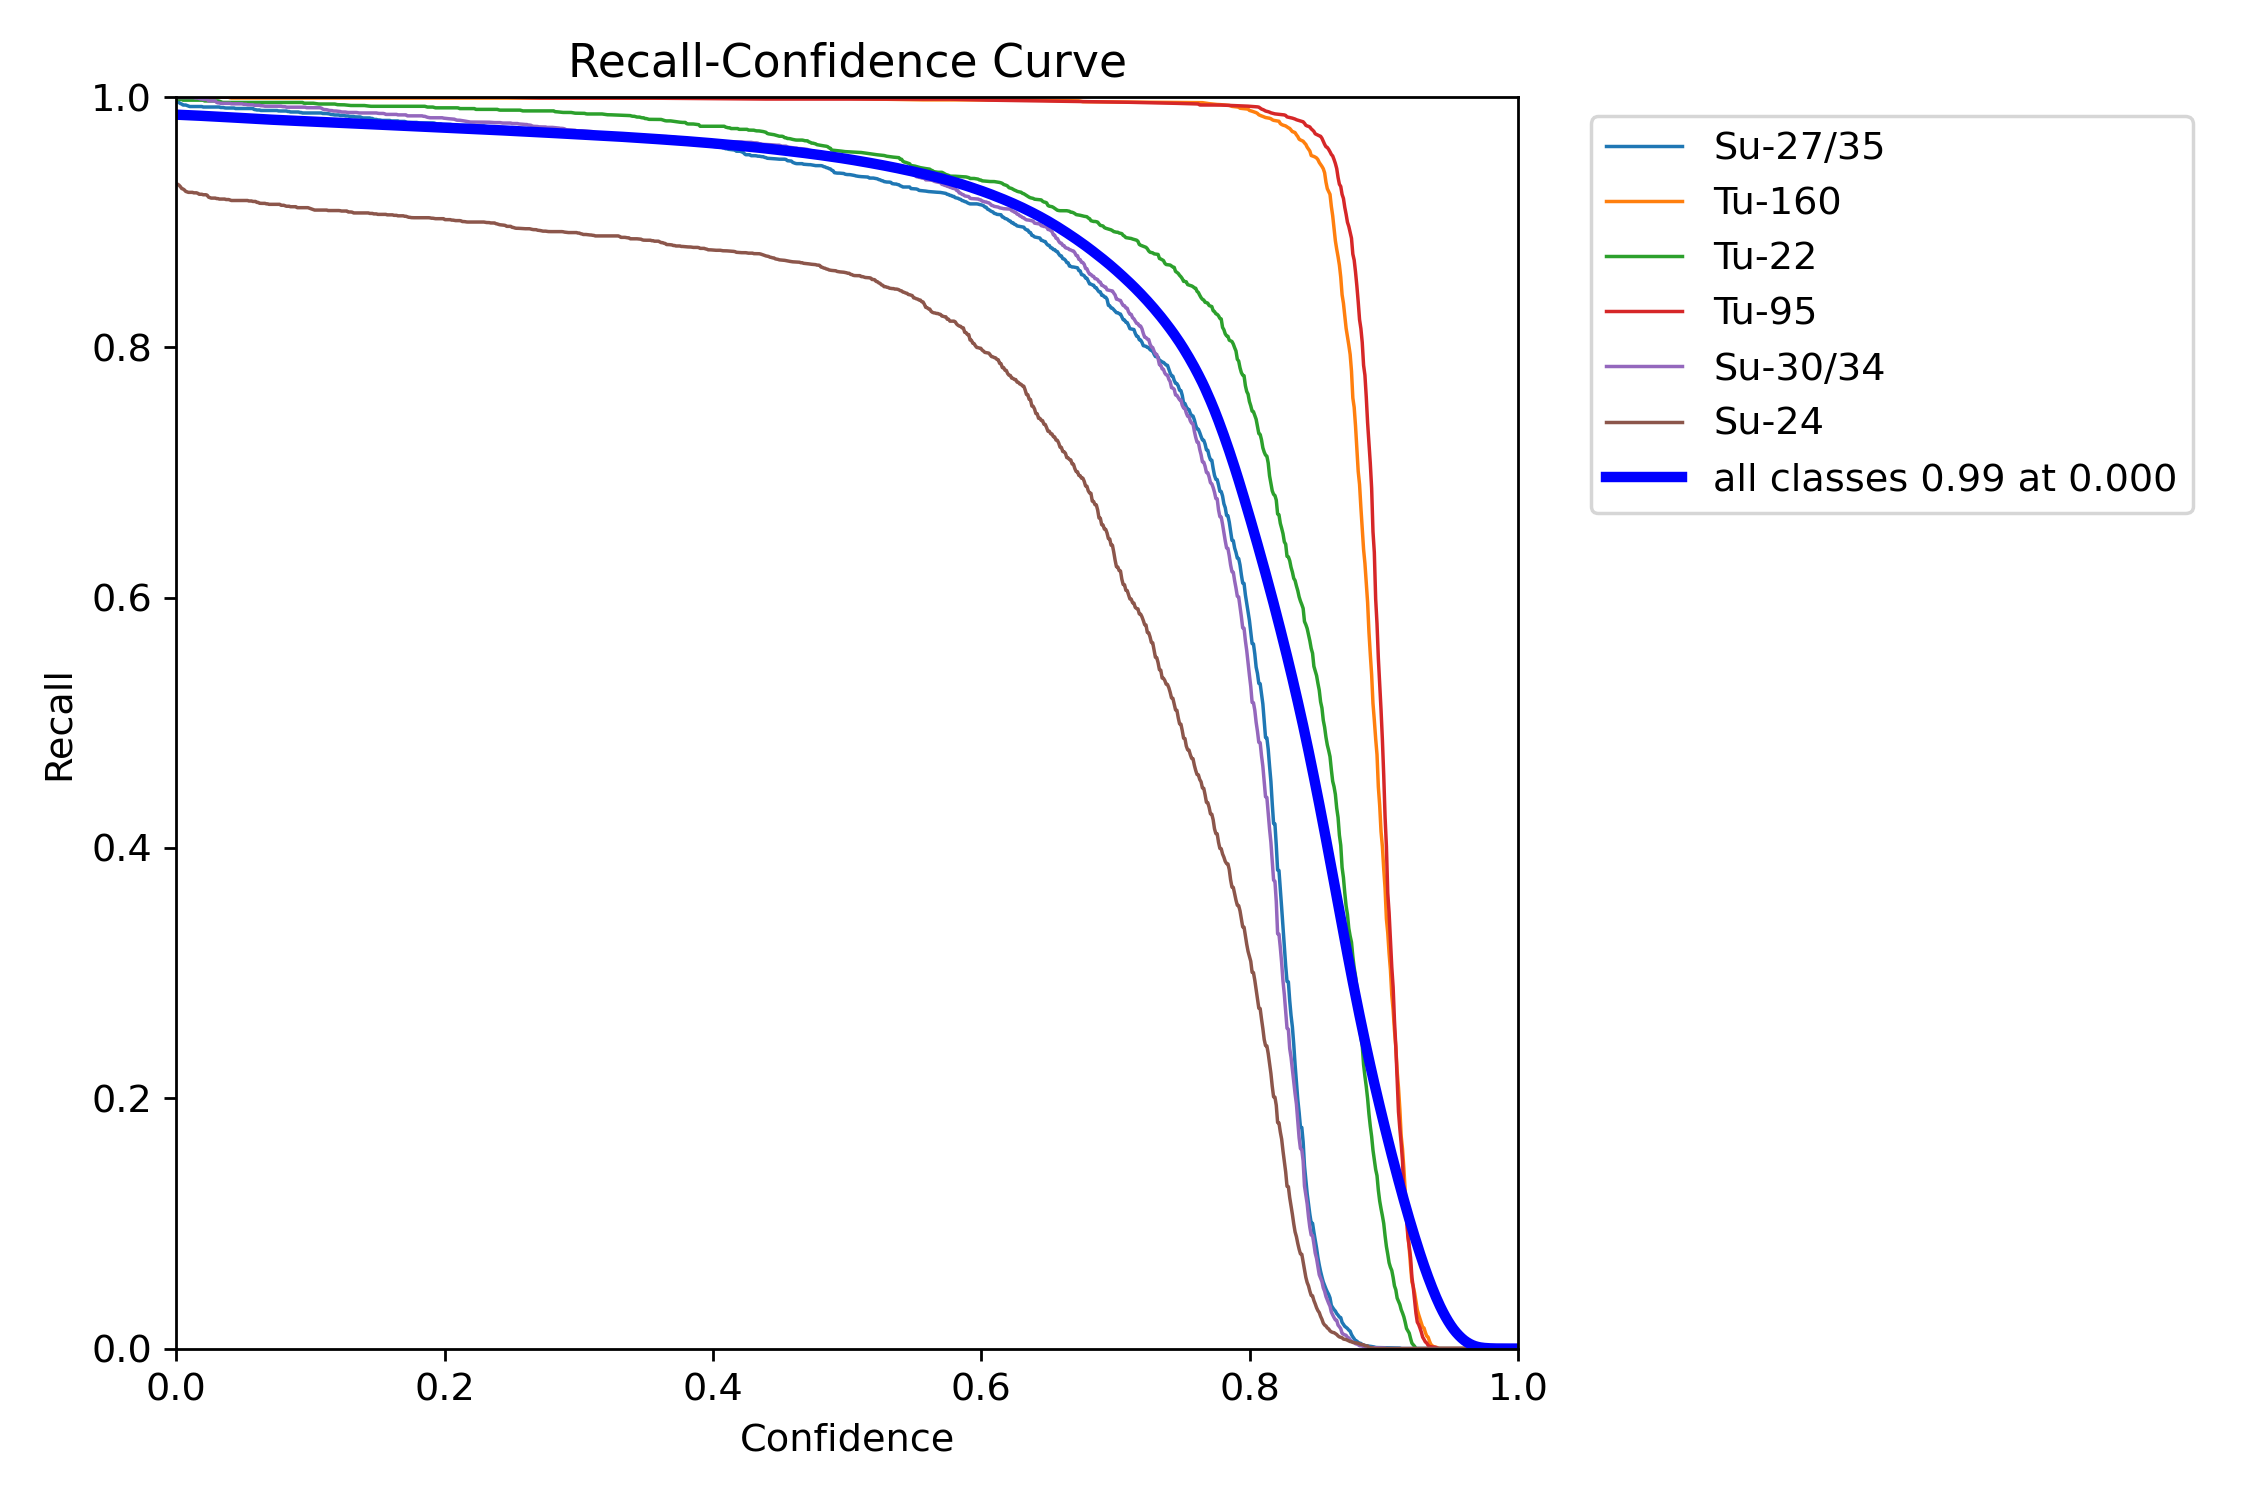 Recall-Confidence Curve
1.0
0.8
0.6
0.4
0.2
0.0
Recall
0.0 0.2 0.4 0.6 0.8 1.0
Confidence
Su-27/35
Tu-160
Tu-22
Tu-95
Su-30/34
Su-24
all classes 0.99 at 0.000